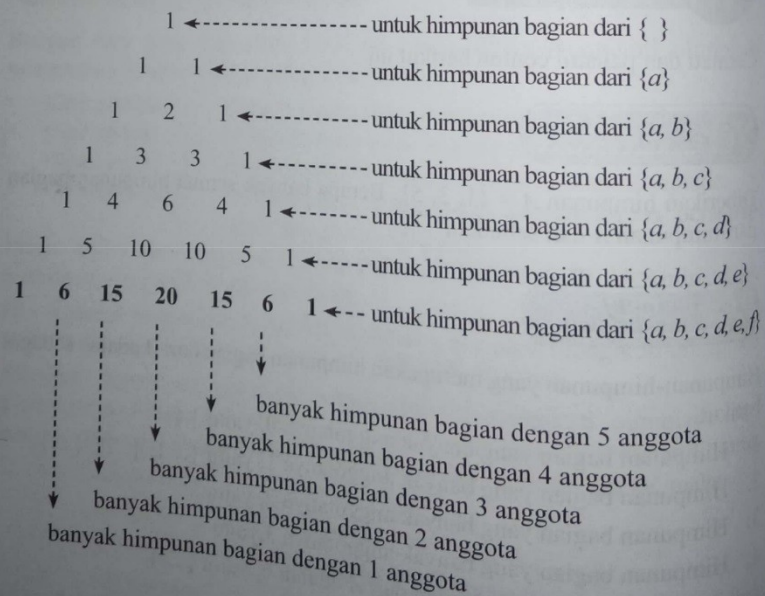 1 untuk himpunan bagian dari { }
1 1 untuk himpunan bagian dari {a}
1 2 1 untuk himpunan bagian dari {a, b}
1 3 3 1 untuk himpunan bagian dari {a, b, c}
1 4 6 4 1 untuk himpunan bagian dari {a, b, c, d}
1 5 10 10 5 1 untuk himpunan bagian dari {a, b, c, d, e}
1 6 15 20 15 6 1 untuk himpunan bagian dari {a, b, c, d, e, f}
banyak himpunan bagian dengan 5 anggota
banyak himpunan bagian dengan 4 anggota
banyak himpunan bagian dengan 3 anggota
banyak himpunan bagian dengan 2 anggota
banyak himpunan bagian dengan 1 anggota